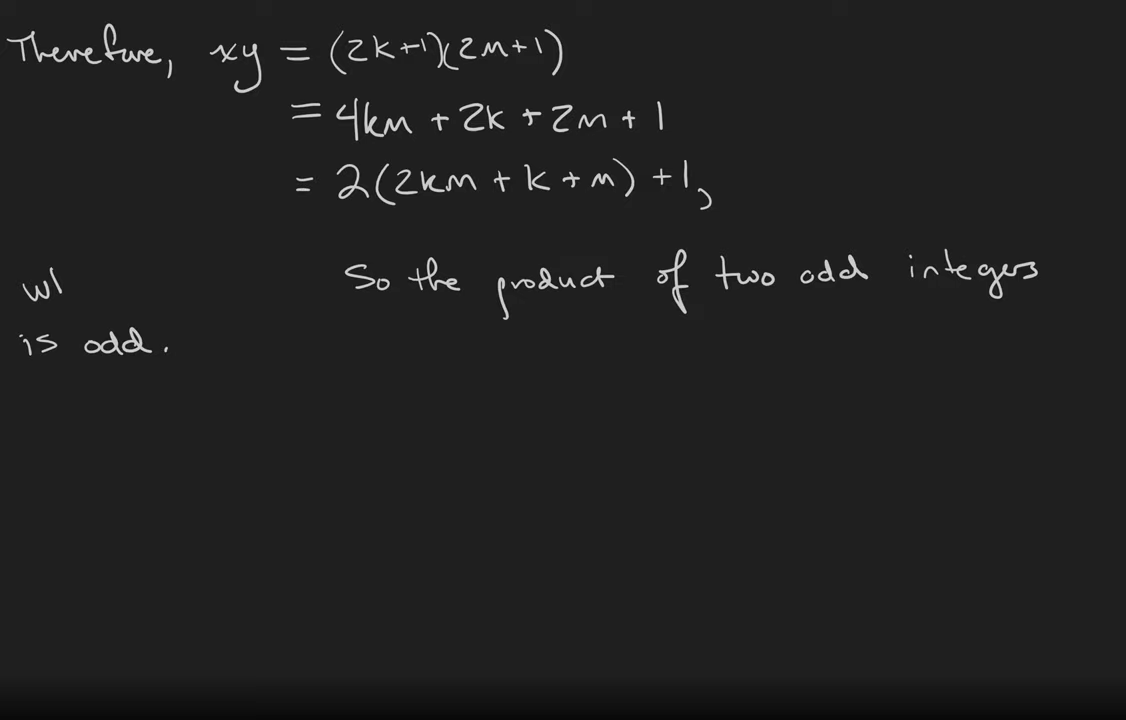 Therefore, xy = (2k+1)(2m+1)
= 4km + 2k + 2m + 1
= 2(2km + k + m) + 1,
wl So the product of two odd integers
is odd.